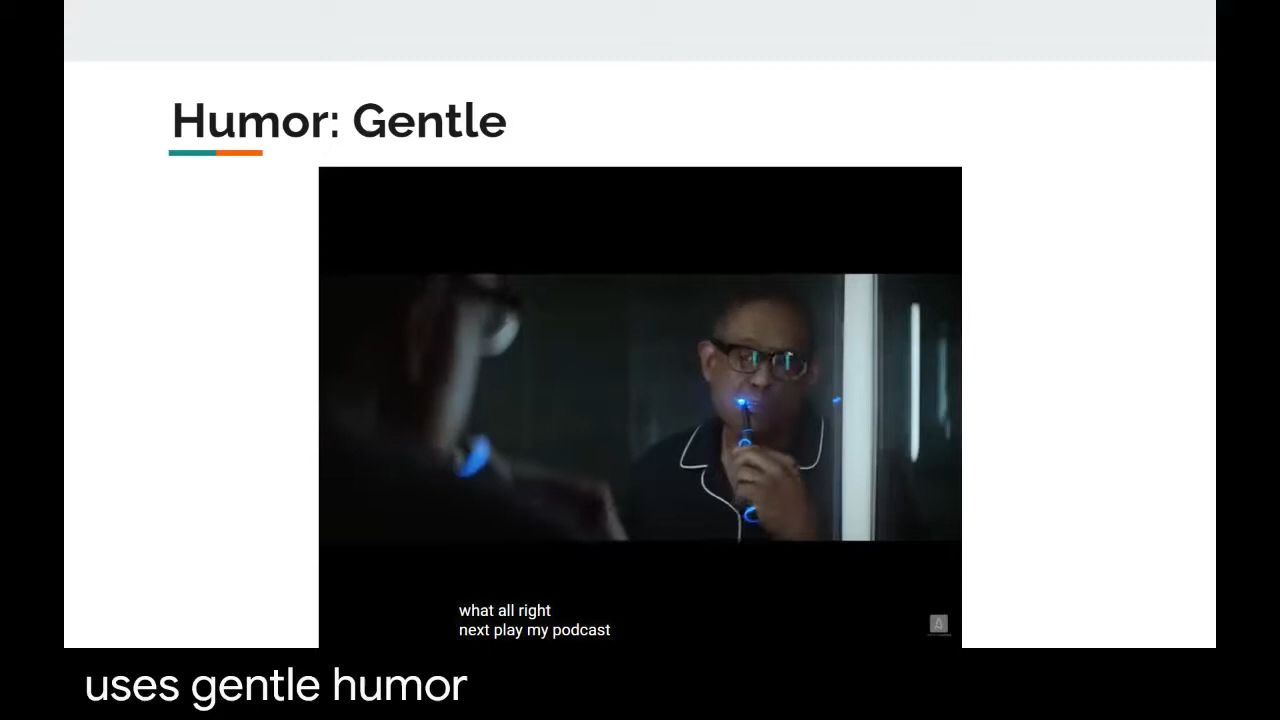 Humor: Gentle
what all right
next play my podcast
uses gentle humor